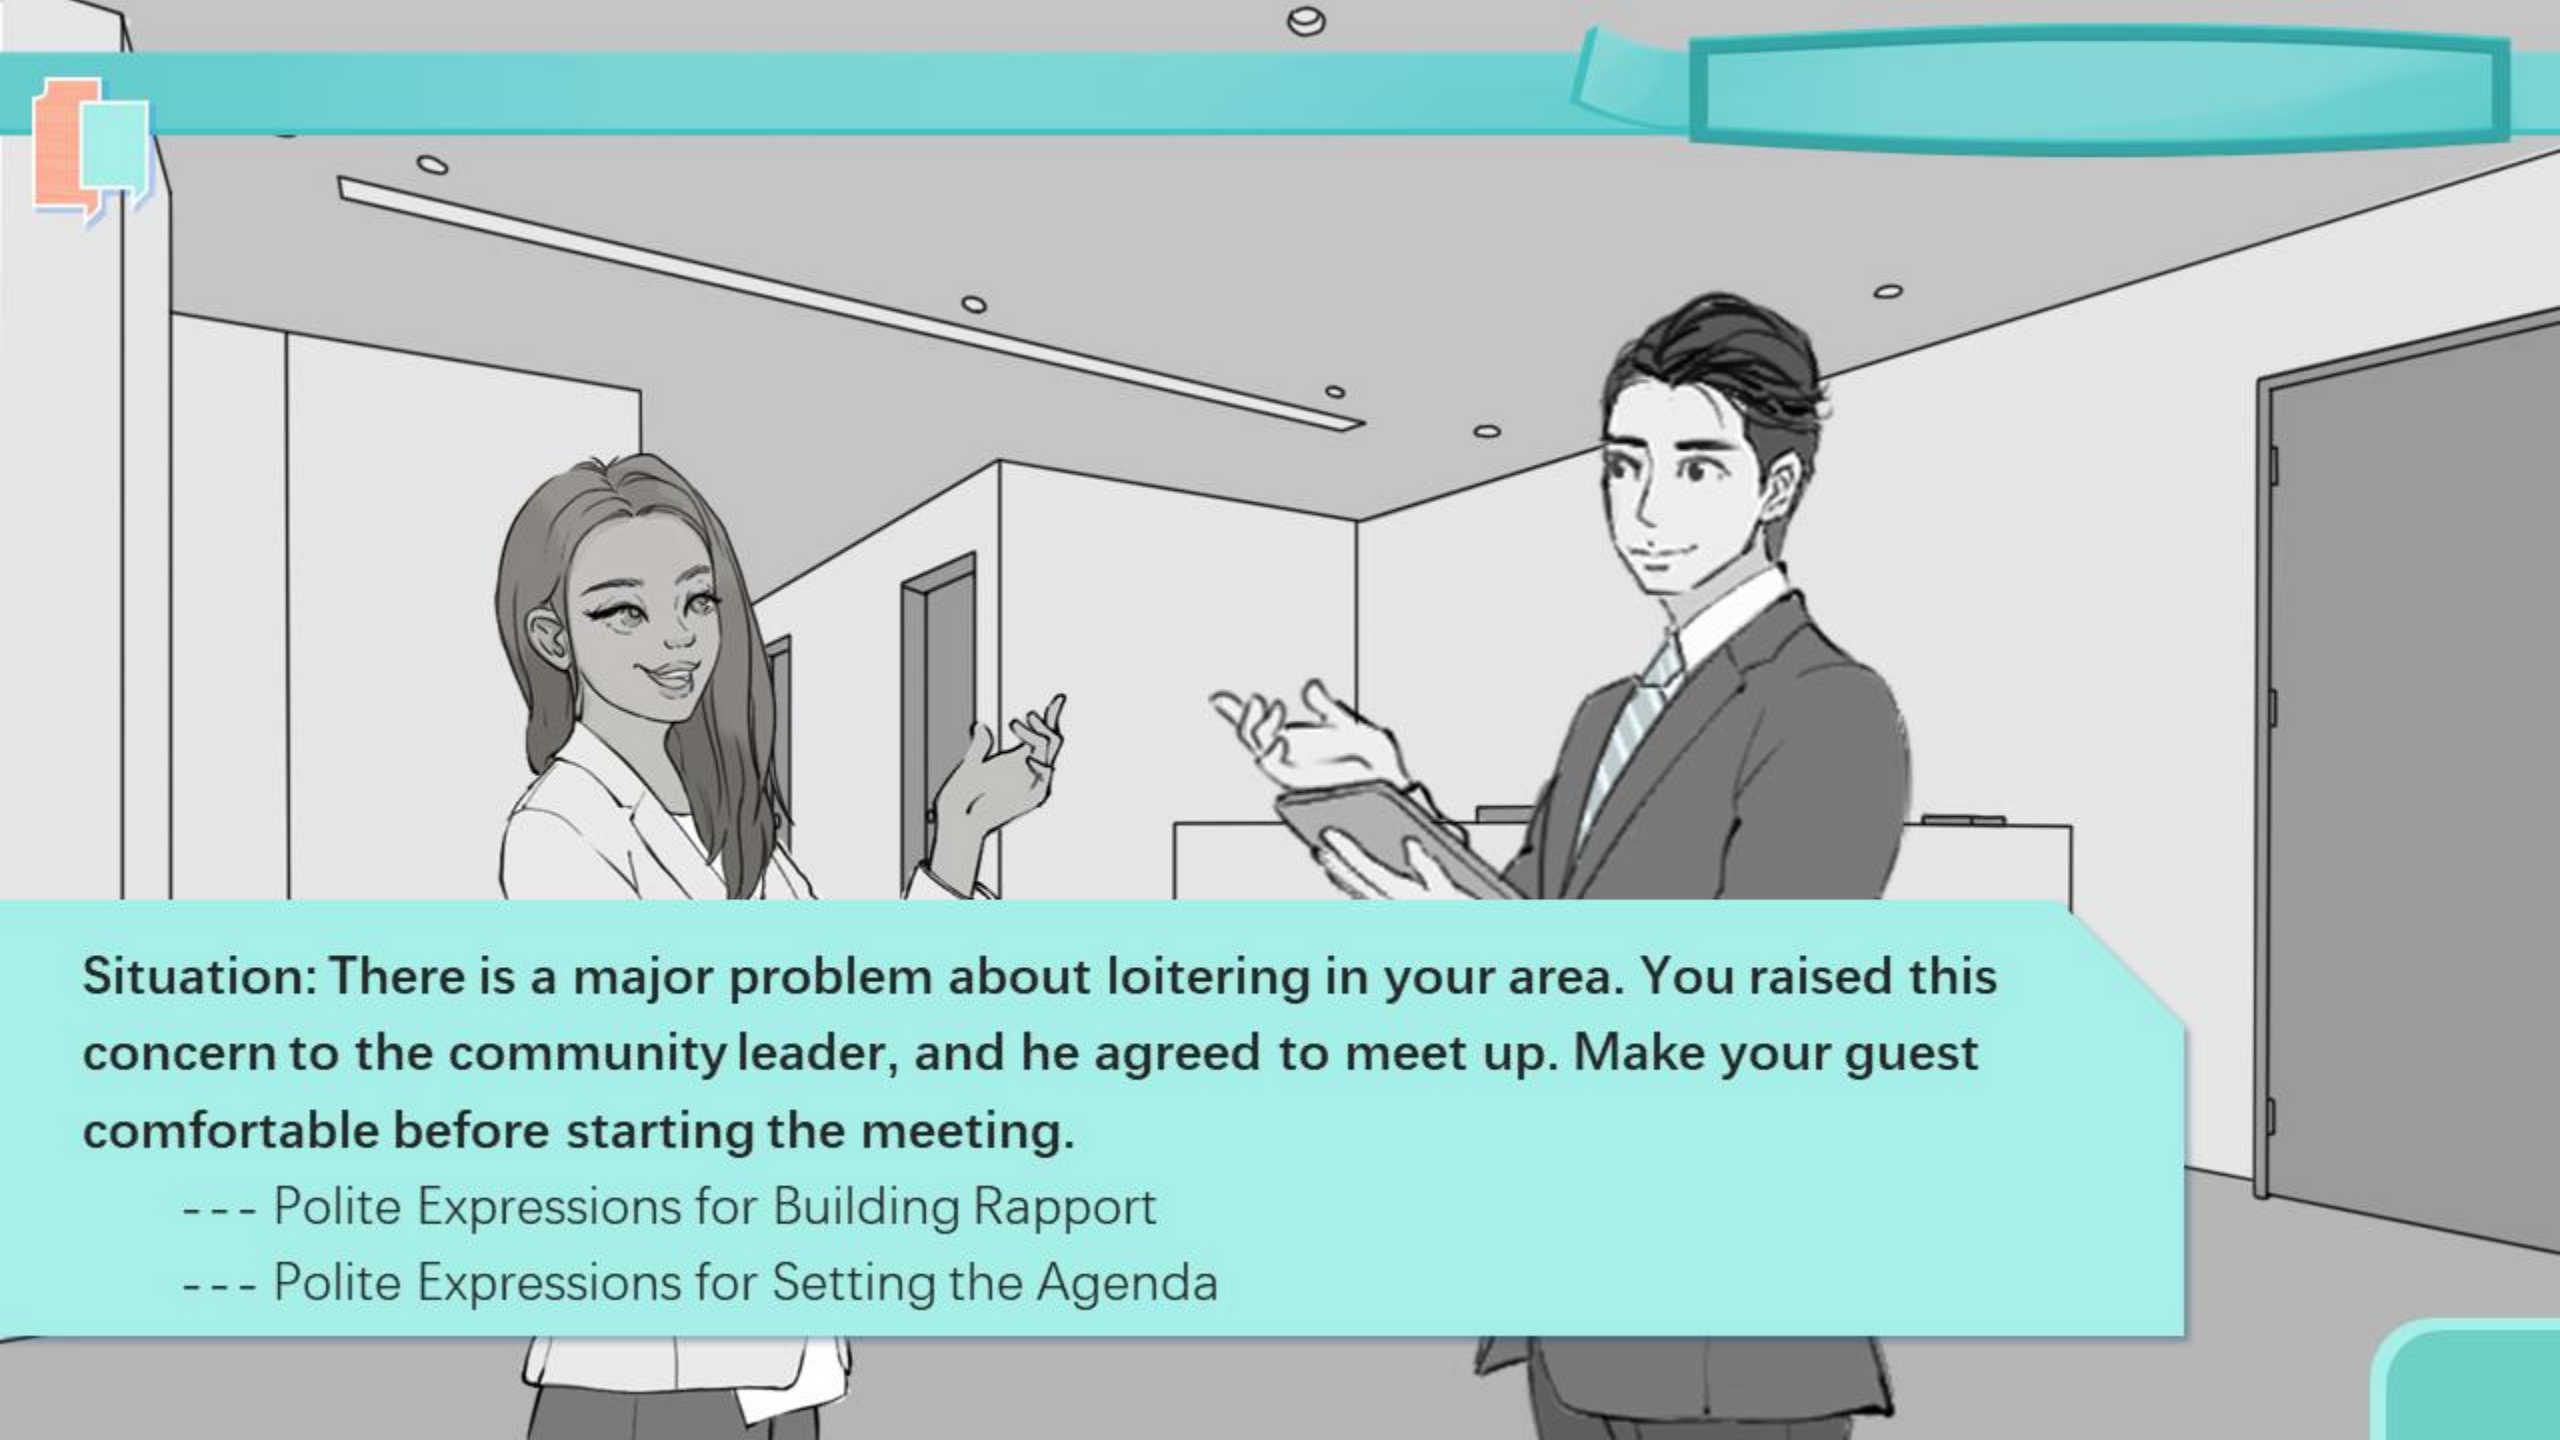 Situation: There is a major problem about loitering in your area. You raised this
concern to the community leader, and he agreed to meet up. Make your guest
comfortable before starting the meeting.
--- Polite Expressions for Building Rapport
--- Polite Expressions for Setting the Agenda